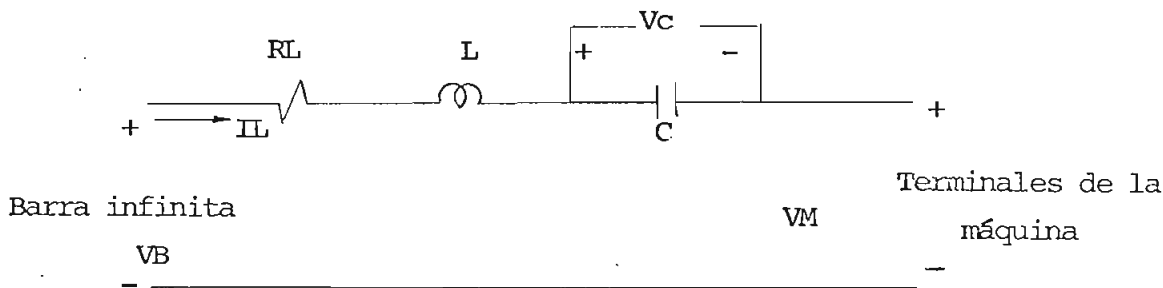 Vc
RL
L
+
-
+
IL
C
+
Barra infinita
VM
Terminales de la
máquina
VB
-
-